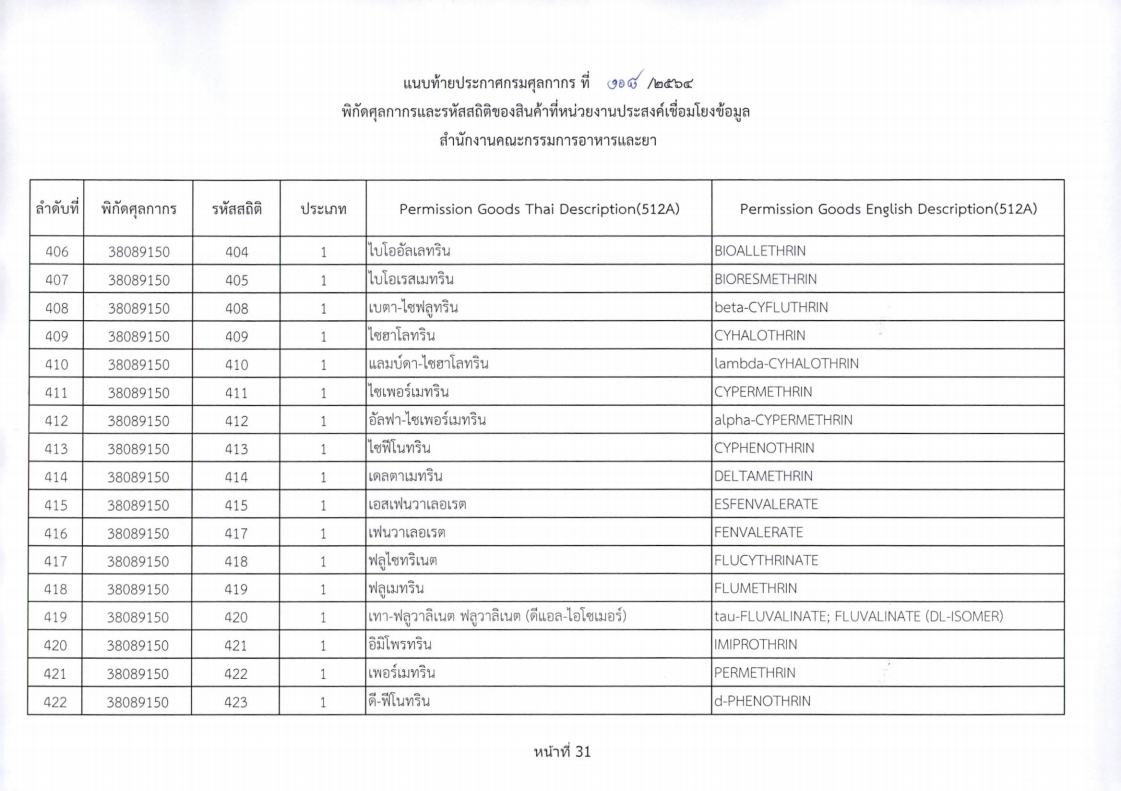 แนบท้ายประกาศกรมศุลกากร ที่ ๑๐๘ /๒๕๖๔
พิกัดศุลกากรและรหัสสถิติของสินค้าที่หน่วยงานประสงค์เชื่อมโยงข้อมูล
สำนักงานคณะกรรมการอาหารและยา
ลำดับที่ พิกัดศุลกากร รหัสสถิติ ประเภท Permission Goods Thai Description(512A) Permission Goods English Description(512A)
406 38089150 404 1 ไบโออัลเลทริน BIOALLETHRIN
407 38089150 405 1 ไบโอเรสเมทริน BIORESMETHRIN
408 38089150 408 1 เบตา-ไซฟลูทริน beta-CYFLUTHRIN
409 38089150 409 1 ไซฮาโลทริน CYHALOTHRIN
410 38089150 410 1 แลมบ์ดา-ไซฮาโลทริน lambda-CYHALOTHRIN
411 38089150 411 1 ไซเพอร์เมทริน CYPERMETHRIN
412 38089150 412 1 อัลฟา-ไซเพอร์เมทริน alpha-CYPERMETHRIN
413 38089150 413 1 ไซฟีโนทริน CYPHENOTHRIN
414 38089150 414 1 เดลตาเมทริน DELTAMETHRIN
415 38089150 415 1 เอสเฟนวาเลอเรต ESFENVALERATE
416 38089150 417 1 เฟนวาเลอเรต FENVALERATE
417 38089150 418 1 ฟลูไซทริเนต FLUCYTHRINATE
418 38089150 419 1 ฟลูเมทริน FLUMETHRIN
419 38089150 420 1 เทา-ฟลูวาลิเนต ฟลูวาลิเนต (ดีแอล-ไอโซเมอร์) tau-FLUVALINATE; FLUVALINATE (DL-ISOMER)
420 38089150 421 1 อิมิโพรทริน IMIPROTHRIN
421 38089150 422 1 เพอร์เมทริน PERMETHRIN
422 38089150 423 1 ดี-ฟีโนทริน d-PHENOTHRIN
หน้าที่ 31